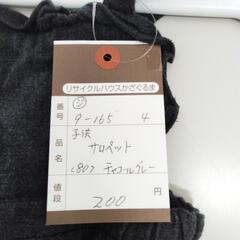 リサイクルハウスかざぐるま
番号 ジ 9-165 4
品名 子供 サロペット
<80> チャコールグレー
値段 200 円